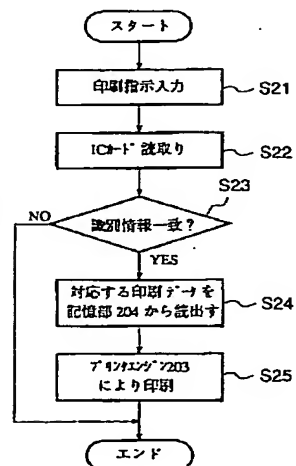 スタート
印刷指示入力
S21
ICカード読取り
S22
S23
識別情報一致?
NO
YES
対応する印刷データを
記憶部204から読出す
S24
プリンタエンジン203
により印刷
S25
エンド